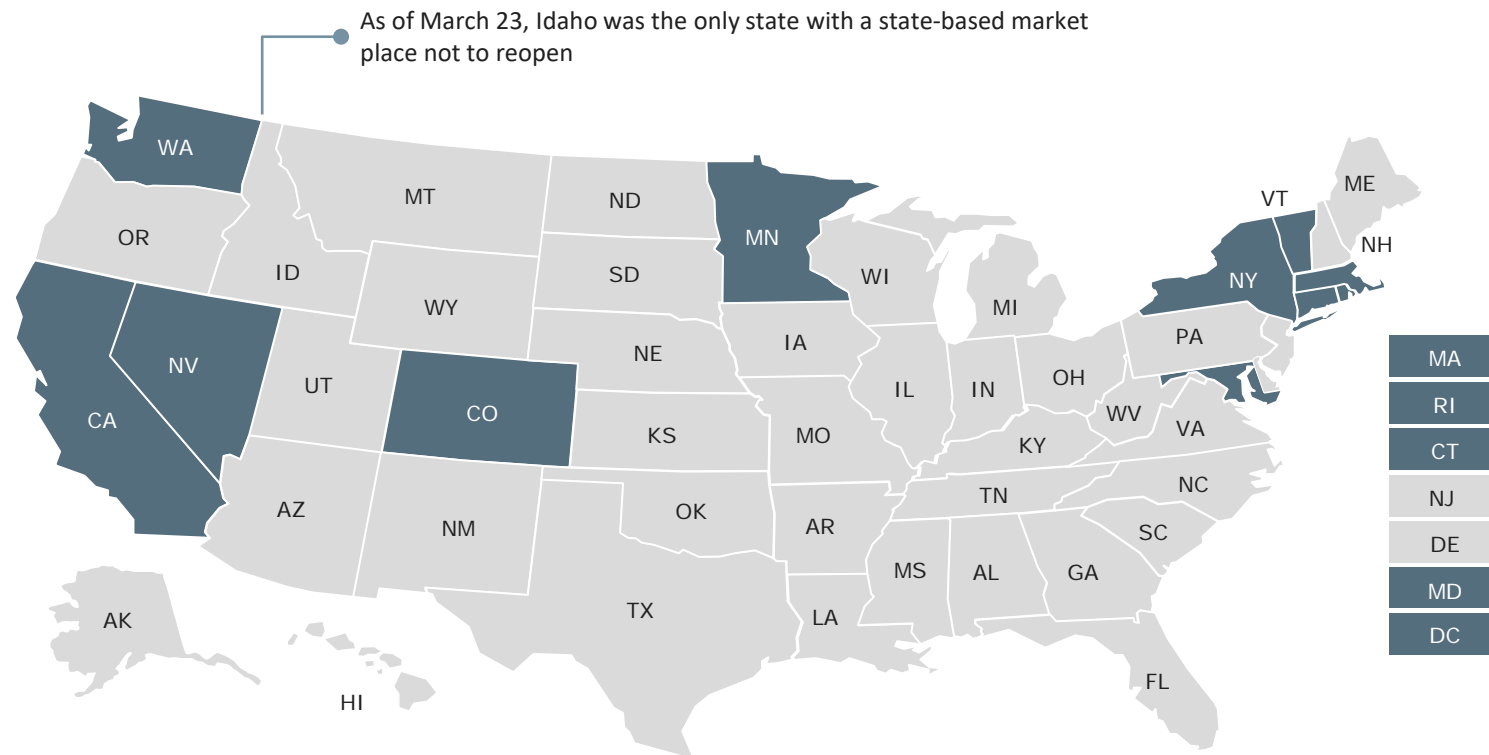 As of March 23, Idaho was the only state with a state-based market
place not to reopen
WA
MT
ND
MN
VT
ME
OR
ID
SD
WI
NY
NH
WY
MI
IA
PA
NE
NV
UT
IL
IN
OH
MA
CA
CO
WV
RI
KS
MO
KY
VA
CT
AZ
NM
OK
AR
TN
NC
NJ
SC
DE
MS
AL
GA
MD
AK
TX
LA
DC
HI
FL